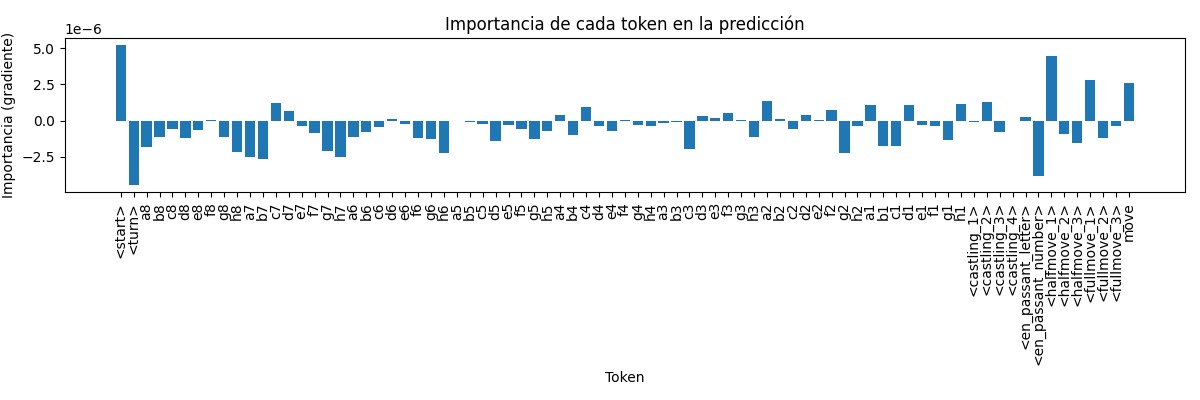 Importancia de cada token en la predicción
1e−6
Importancia (gradiente)
5.0
2.5
0.0
−2.5
<start>
<turn>
a8
b8
c8
d8
e8
f8
g8
h8
a7
b7
c7
d7
e7
f7
g7
h7
a6
b6
c6
d6
e6
f6
g6
h6
a5
b5
c5
d5
e5
f5
g5
h5
a4
b4
c4
d4
e4
f4
g4
h4
a3
b3
c3
d3
e3
f3
g3
h3
a2
b2
c2
d2
e2
f2
g2
h2
a1
b1
c1
d1
e1
f1
g1
h1
<castling_1>
<castling_2>
<castling_3>
<castling_4>
<en_passant_letter>
<en_passant_number>
<halfmove_1>
<halfmove_2>
<halfmove_3>
<fullmove_1>
<fullmove_2>
<fullmove_3>
move
Token